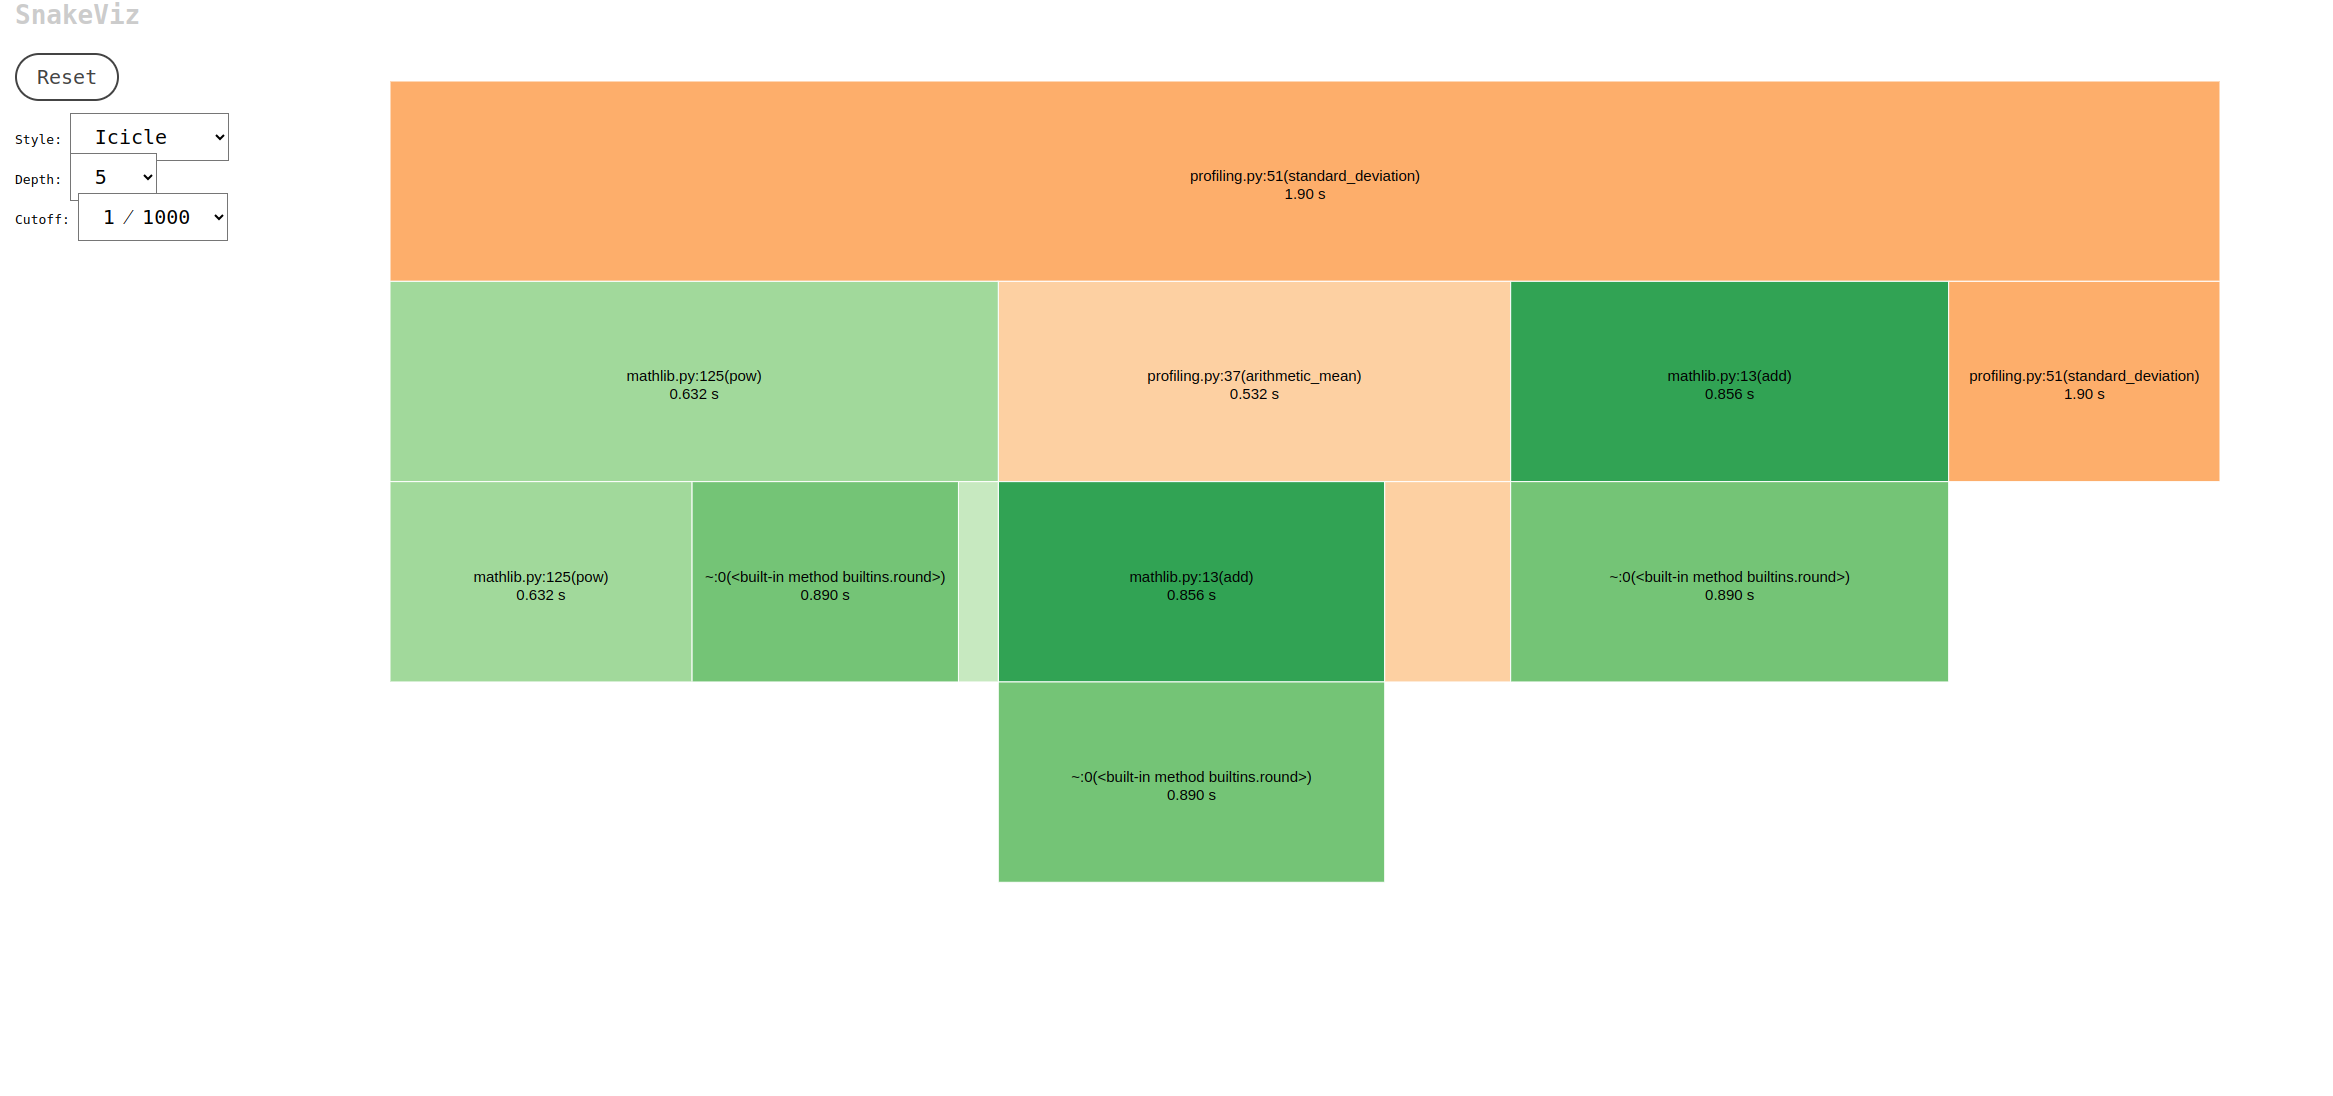 SnakeViz
Reset
Style: Icicle
Depth: 5
Cutoff: 1 ⁄ 1000
profiling.py:51(standard_deviation)
1.90 s
mathlib.py:125(pow)
0.632 s
profiling.py:37(arithmetic_mean)
0.532 s
mathlib.py:13(add)
0.856 s
profiling.py:51(standard_deviation)
1.90 s
mathlib.py:125(pow)
0.632 s
~:0(<built-in method builtins.round>)
0.890 s
mathlib.py:13(add)
0.856 s
~:0(<built-in method builtins.round>)
0.890 s
~:0(<built-in method builtins.round>)
0.890 s